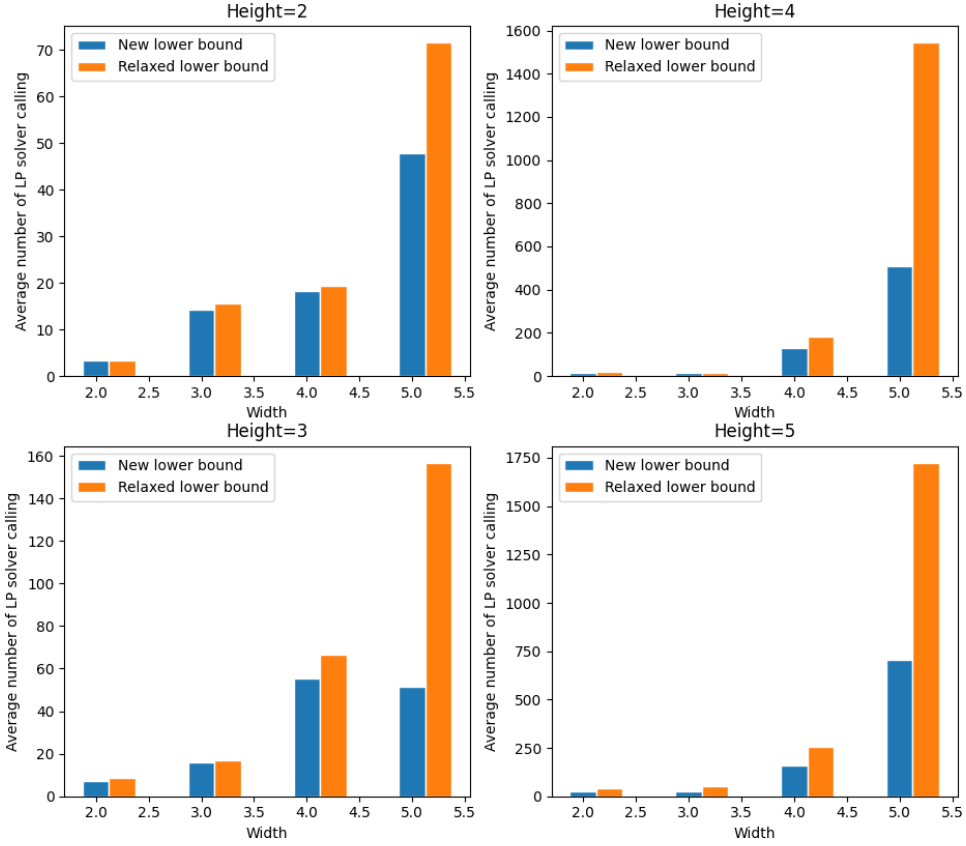 Height=2
New lower bound
Relaxed lower bound
Average number of LP solver calling
70
60
50
40
30
20
10
0
2.0 2.5 3.0 3.5 4.0 4.5 5.0 5.5
Width
Height=4
New lower bound
Relaxed lower bound
Average number of LP solver calling
1600
1400
1200
1000
800
600
400
200
0
2.0 2.5 3.0 3.5 4.0 4.5 5.0 5.5
Width
Height=3
New lower bound
Relaxed lower bound
Average number of LP solver calling
160
140
120
100
80
60
40
20
0
2.0 2.5 3.0 3.5 4.0 4.5 5.0 5.5
Width
Height=5
New lower bound
Relaxed lower bound
Average number of LP solver calling
1750
1500
1250
1000
750
500
250
0
2.0 2.5 3.0 3.5 4.0 4.5 5.0 5.5
Width